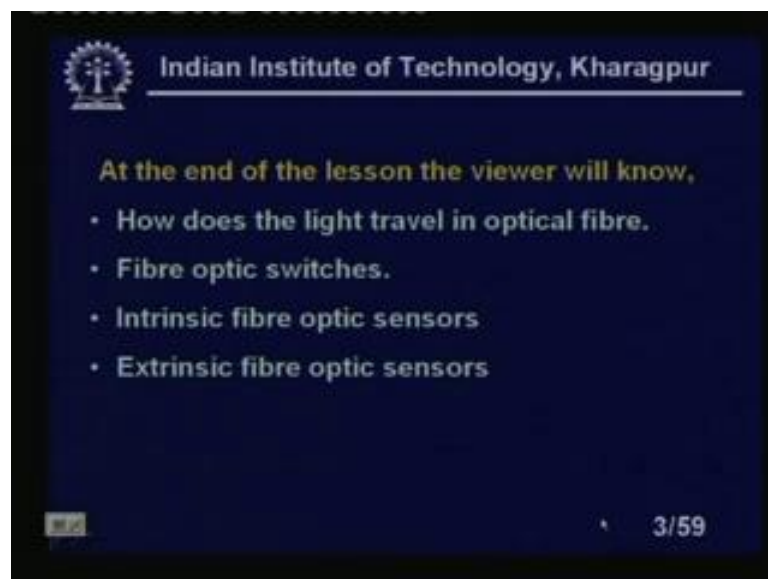 Indian Institute of Technology, Kharagpur
At the end of the lesson the viewer will know,
• How does the light travel in optical fibre.
• Fibre optic switches.
• Intrinsic fibre optic sensors
• Extrinsic fibre optic sensors
3/59